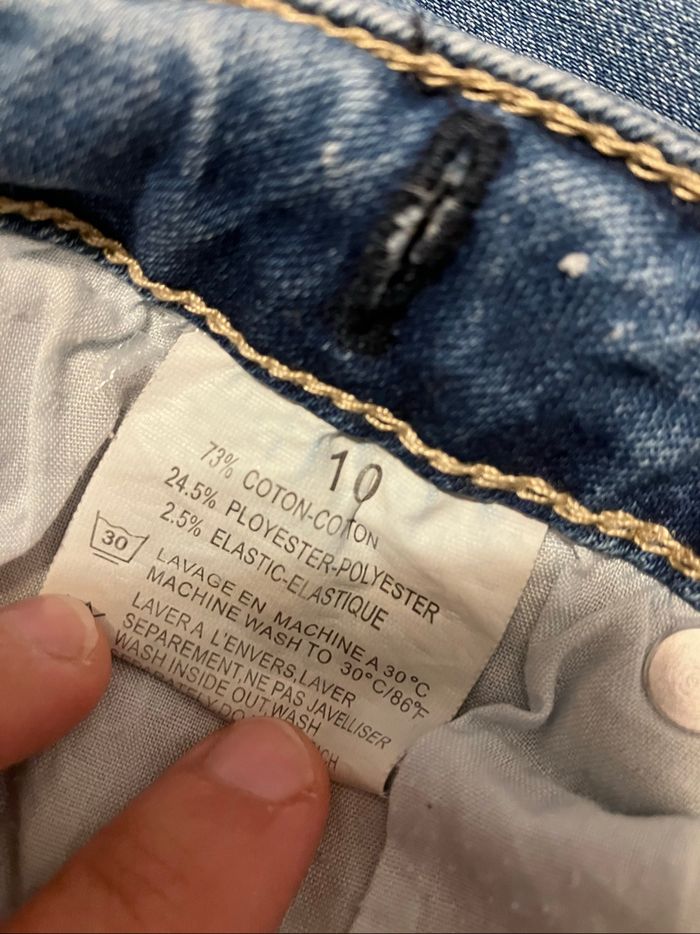 10
73% COTON-COTON
24.5% PLOYESTER-POLYESTER
2.5% ELASTIC-ELASTIQUE
30
LAVAGE EN MACHINE A 30°C
MACHINE WASH TO 30°C/86°F
LAVER A L'ENVERS,LAVER
SEPAREMENT,NE PAS JAVELLISER
WASH INSIDE OUT,WASH